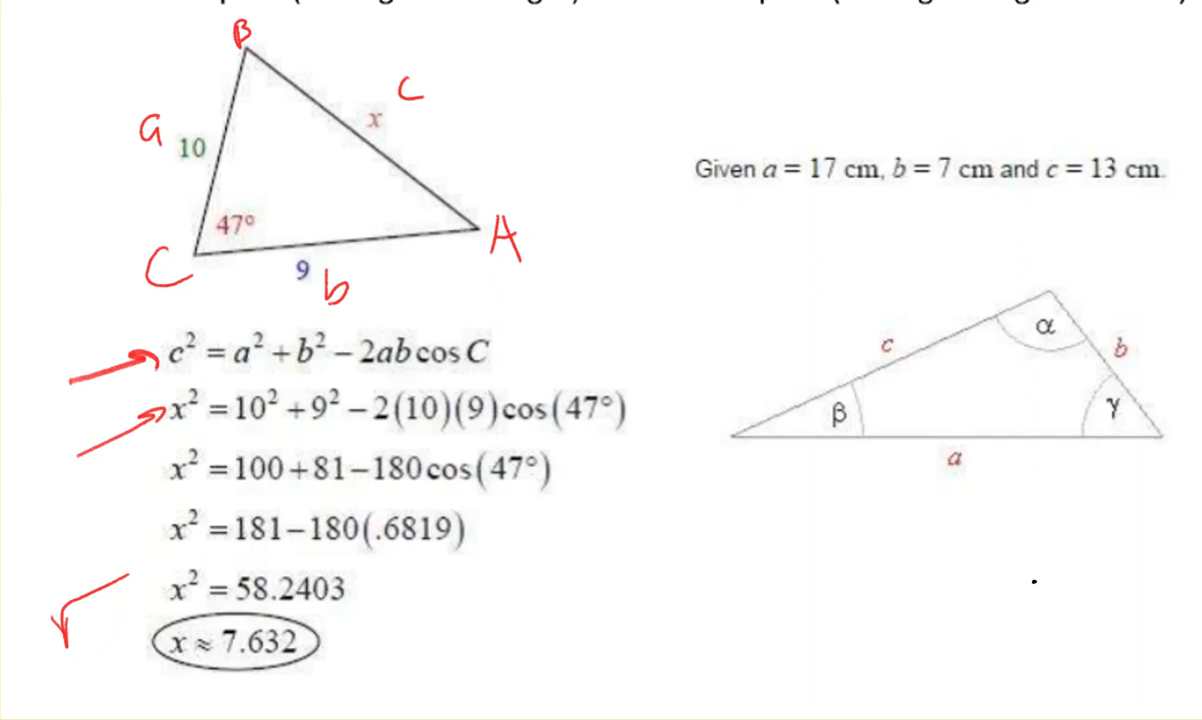 B
c
a
x
10
Given a = 17 cm, b = 7 cm and c = 13 cm.
47°
A
C
9
b
α
c
b
c² = a² + b² − 2ab cos C
x² = 10² + 9² − 2(10)(9)cos(47°)
β
γ
a
x² = 100 + 81 − 180cos(47°)
x² = 181 − 180(.6819)
x² = 58.2403
√
x ≈ 7.632